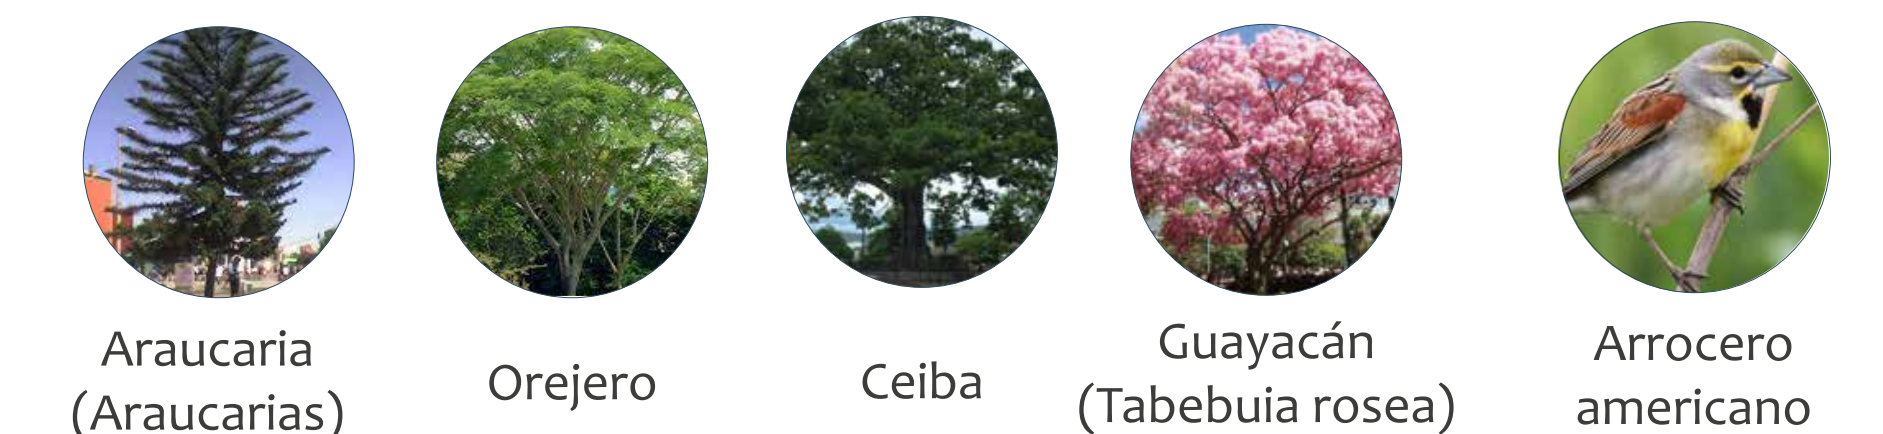 Araucaria
(Araucarias)
Orejero
Ceiba
Guayacán
(Tabebuia rosea)
Arrocero
americano